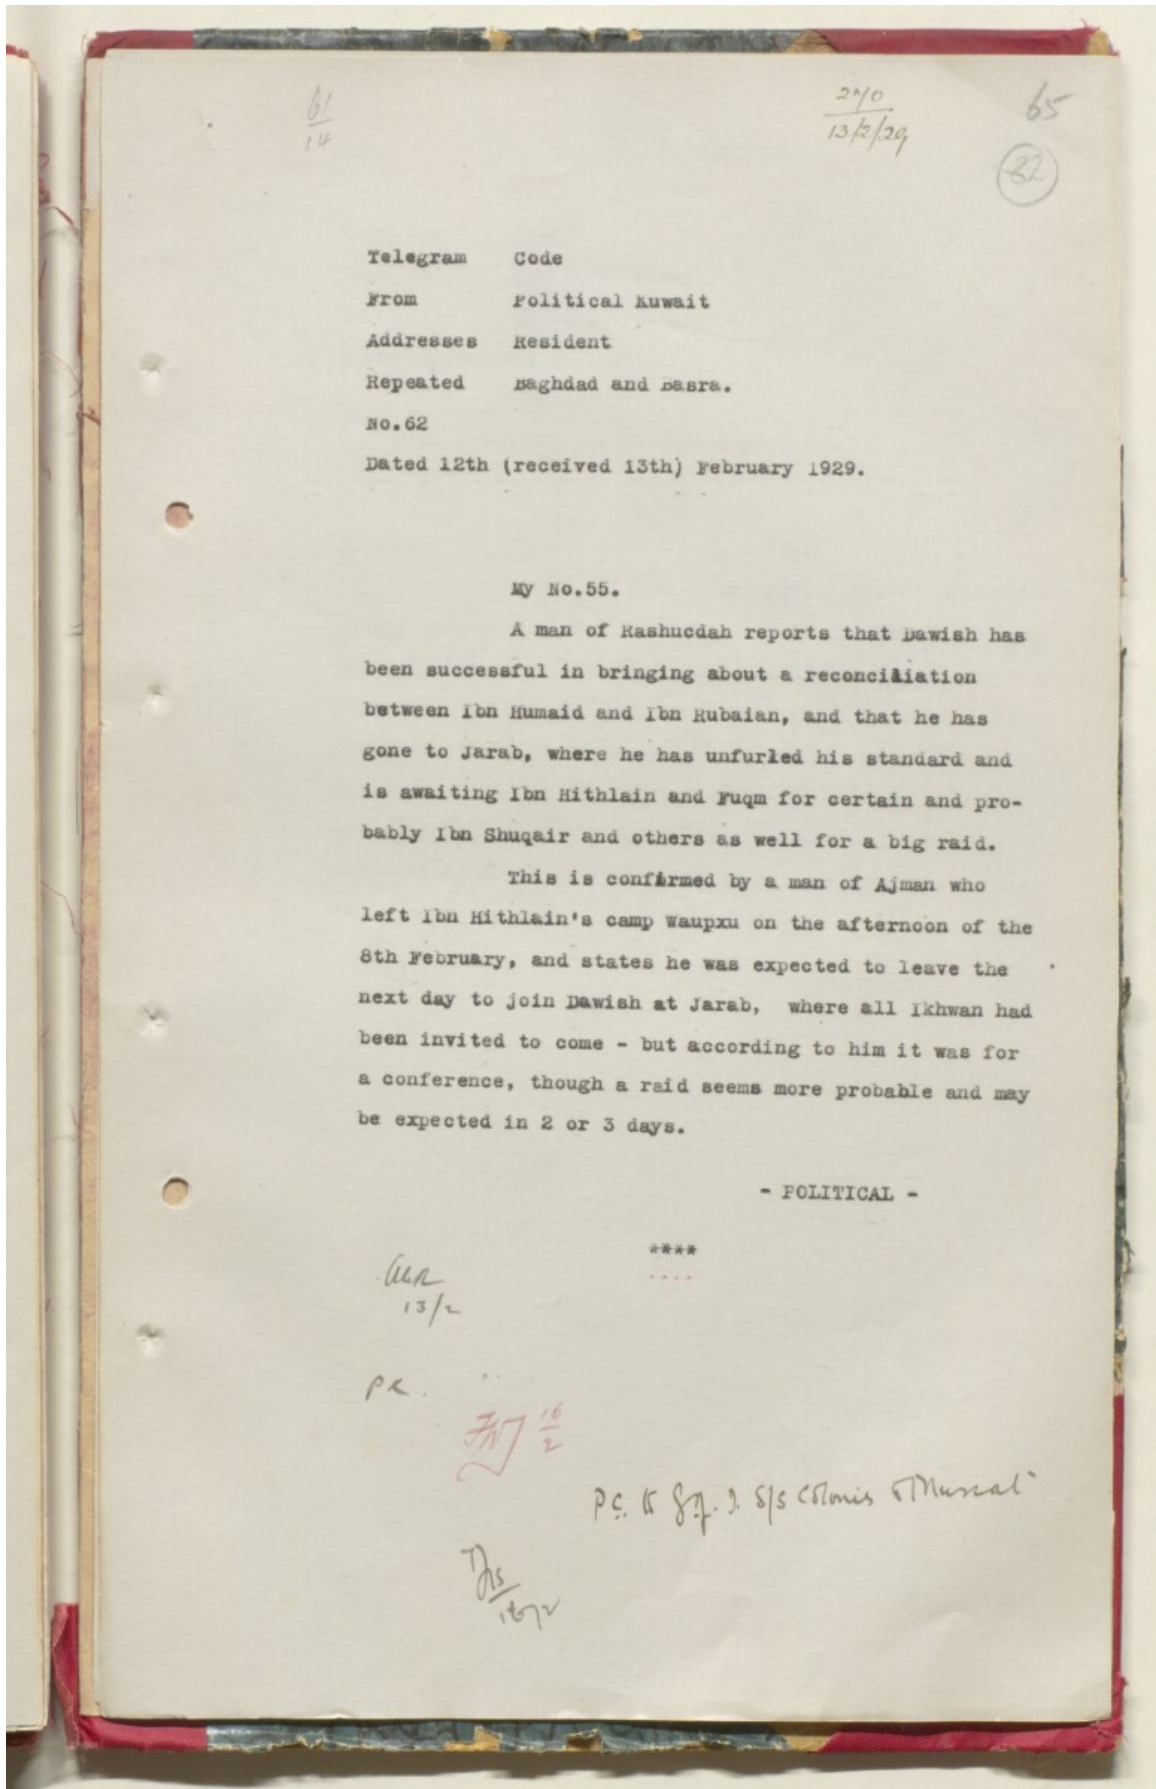 61
14
270
13/2/29
65
32
Telegram Code
From Political Kuwait
Addresses Resident
Repeated Baghdad and Basra.
No.62
Dated 12th (received 13th) February 1929.
My No.55.
A man of Rashucdah reports that Dawish has
been successful in bringing about a reconciliation
between Ibn Humaid and Ibn Rubaian, and that he has
gone to Jarab, where he has unfurled his standard and
is awaiting Ibn Hithlain and Fuqm for certain and pro-
bably Ibn Shuqair and others as well for a big raid.
This is confirmed by a man of Ajman who
left Ibn Hithlain's camp Waupxu on the afternoon of the
8th February, and states he was expected to leave the
next day to join Dawish at Jarab, where all Ikhwan had
been invited to come - but according to him it was for
a conference, though a raid seems more probable and may
be expected in 2 or 3 days.
- POLITICAL -
****
13/2
16
2
P.C. to S/S Colonies Muscat
16/2